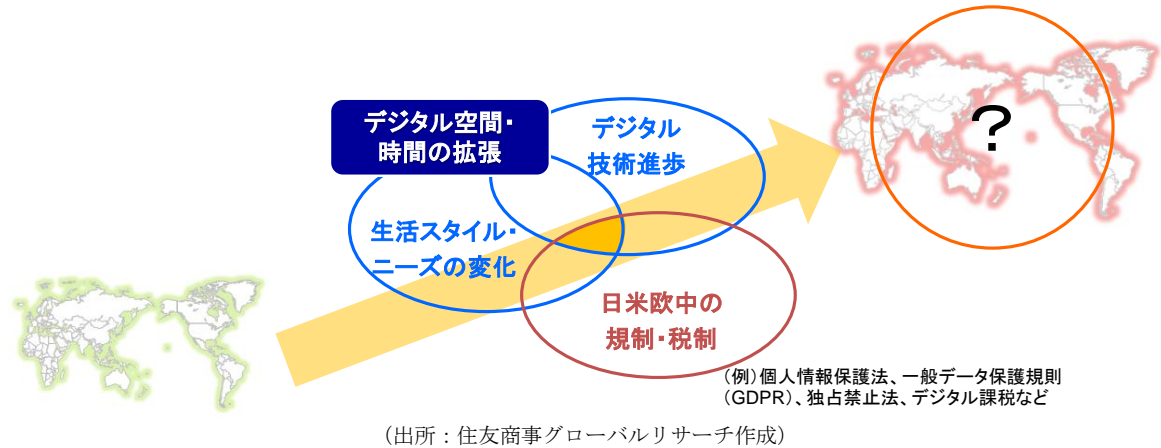 デジタル空間・
時間の拡張
デジタル
技術進歩
?
生活スタイル・
ニーズの変化
日米欧中の
規制・税制
（例）個人情報保護法、一般データ保護規則
（GDPR）、独占禁止法、デジタル課税など
（出所：住友商事グローバルリサーチ作成）